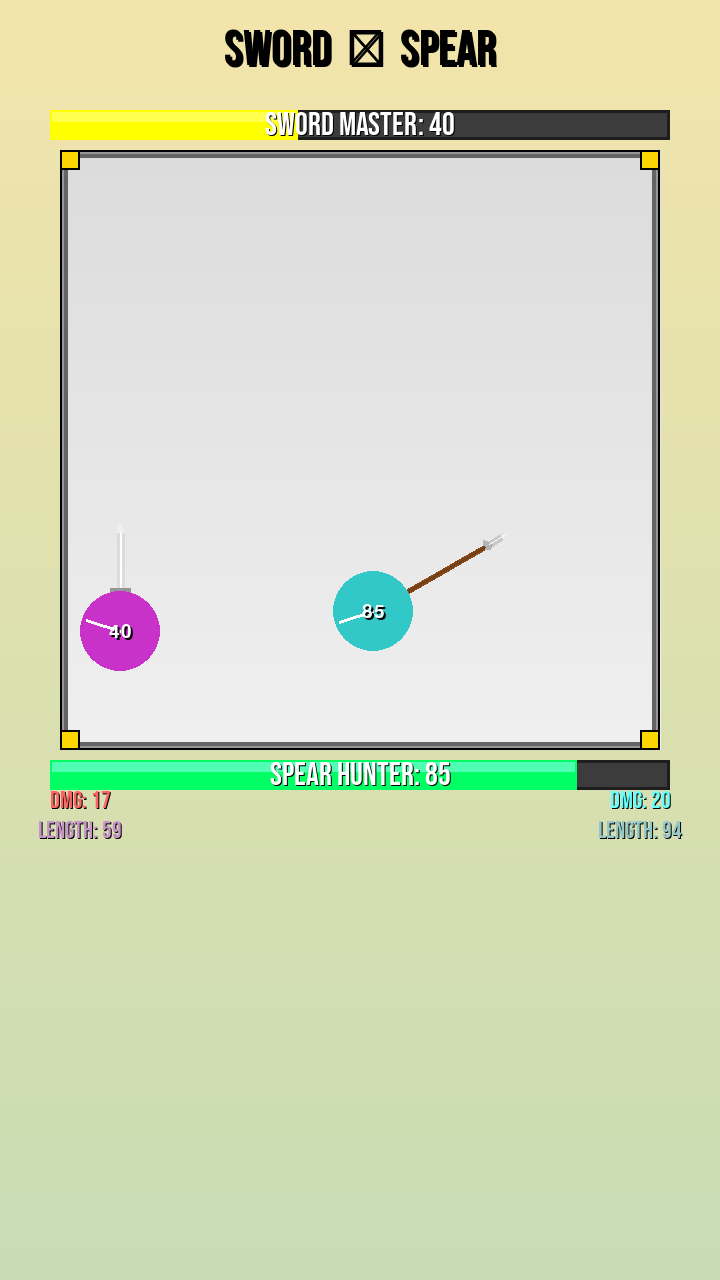 SWORD ☒ SPEAR
SWORD MASTER: 40
40
85
SPEAR HUNTER: 85
DMG: 17
DMG: 20
LENGTH: 59
LENGTH: 94